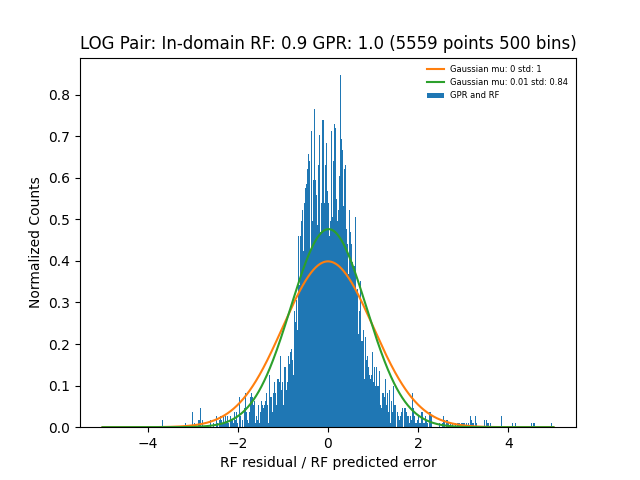 LOG Pair: In-domain RF: 0.9 GPR: 1.0 (5559 points 500 bins)
Gaussian mu: 0 std: 1
Gaussian mu: 0.01 std: 0.84
GPR and RF
Normalized Counts
0.8
0.7
0.6
0.5
0.4
0.3
0.2
0.1
0.0
−4 −2 0 2 4
RF residual / RF predicted error